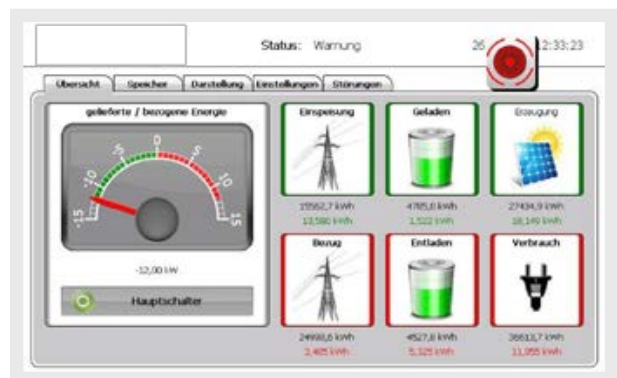 Status: Warnung
26 12:33:23
Übersicht Speicher Darstellung Einstellungen Störungen
gelieferte / bezogene Energie
-15 -10 -5 0 5 10 15
-12,00 kW
Hauptschalter
Einspeisung Geladen Erzeugung
15562,7 kWh 4785,8 kWh 27434,9 kWh
13,580 kWh 1,522 kWh 18,149 kWh
Bezug Entladen Verbrauch
24998,6 kWh 4527,8 kWh 36613,7 kWh
2,485 kWh 5,325 kWh 11,955 kWh